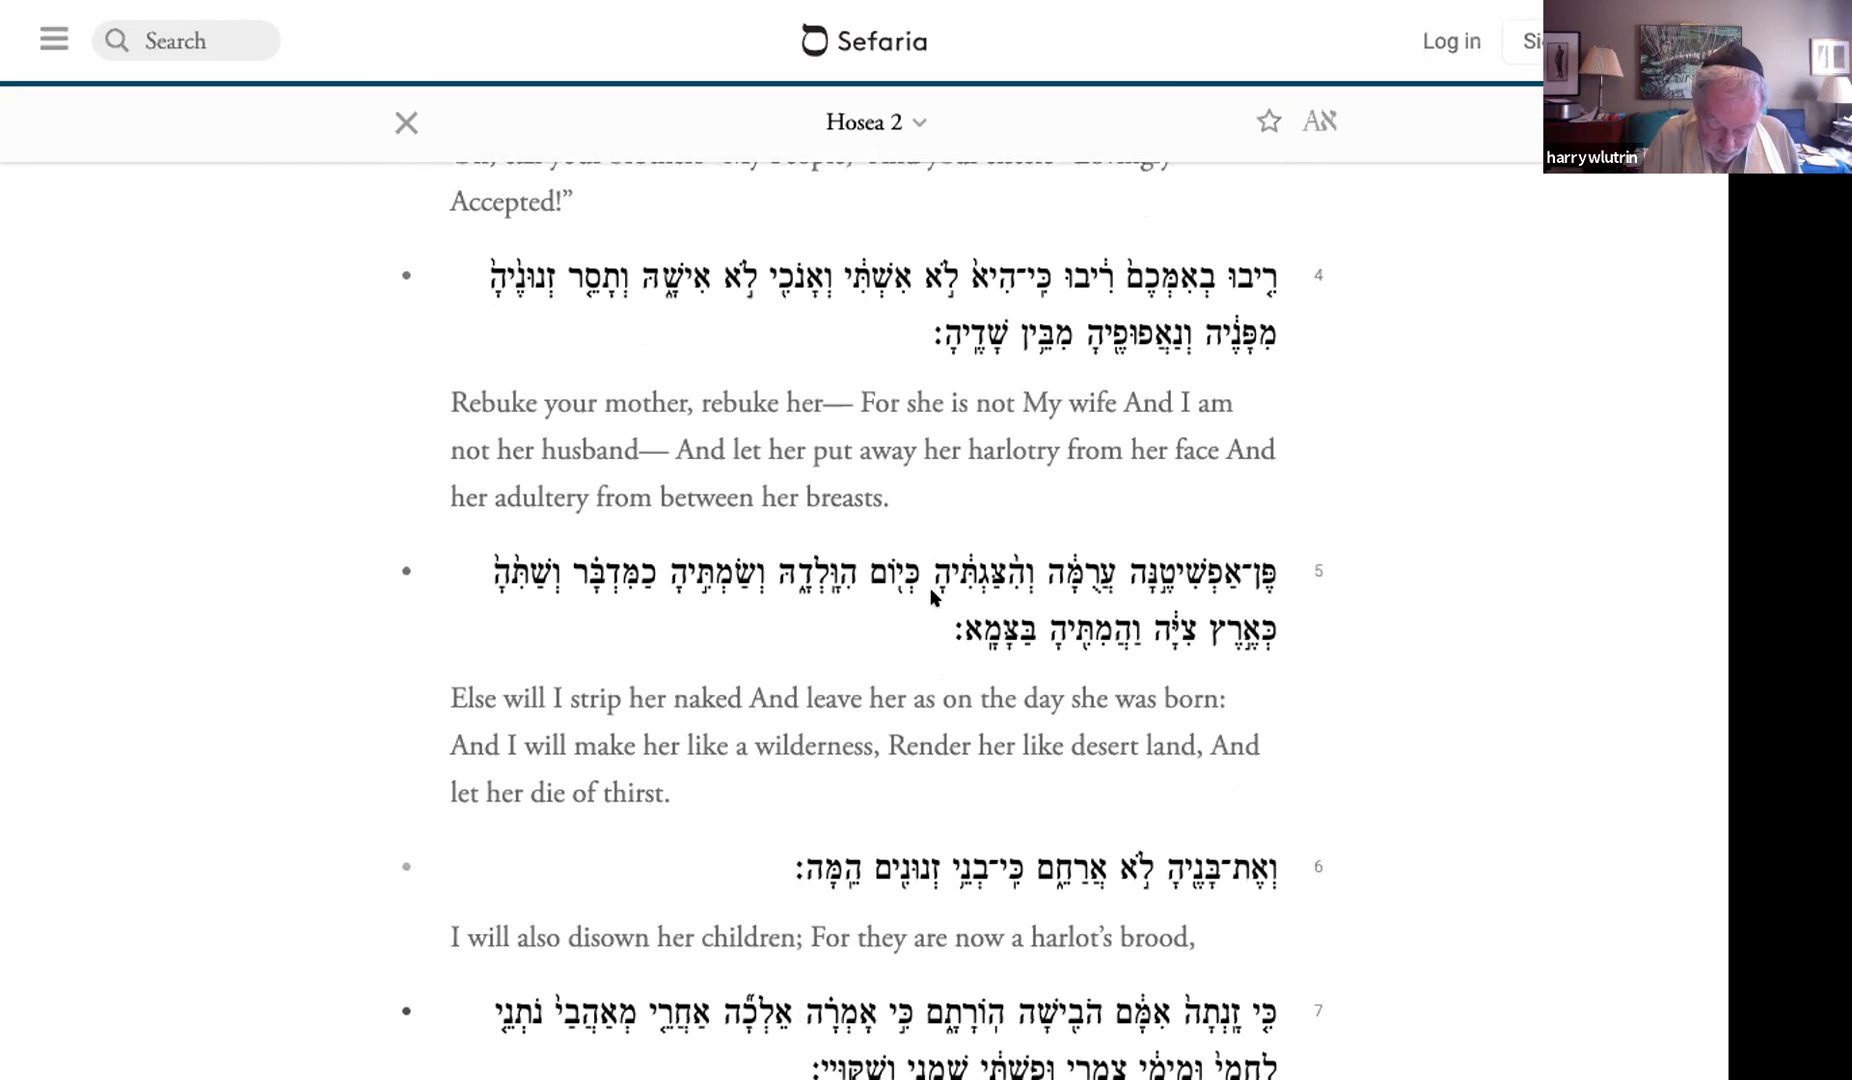 Search
Sefaria
Log in
harrywlutrin
Hosea 2
Accepted!”
רִ֤יבוּ בְאִמְּכֶם֙ רִ֔יבוּ כִּֽי־הִיא֙ לֹ֣א אִשְׁתִּ֔י וְאָנֹכִ֖י לֹ֣א אִישָׁ֑הּ וְתָסֵ֤ר זְנוּנֶ֙יהָ֙ 4
מִפָּנֶ֔יה וְנַאֲפוּפֶ֖יהָ מִבֵּ֥ין שָׁדֶֽיהָ׃
Rebuke your mother, rebuke her— For she is not My wife And I am
not her husband— And let her put away her harlotry from her face And
her adultery from between her breasts.
פֶּן־אַפְשִׁיטֶ֣נָּה עֲרֻמָּ֔ה וְהִ֨צַּגְתִּ֔יהָ כְּי֖וֹם הִוָּֽלְדָ֑הּ וְשַׂמְתִּ֣יהָ כַמִּדְבָּ֗ר וְשַׁתִּ֙הָ֙ 5
כְּאֶ֣רֶץ צִיָּ֔ה וַהֲמִתִּ֖יהָ בַּצָּמָֽא׃
Else will I strip her naked And leave her as on the day she was born:
And I will make her like a wilderness, Render her like desert land, And
let her die of thirst.
וְאֶת־בָּנֶ֖יהָ לֹ֣א אֲרַחֵ֑ם כִּֽי־בְנֵ֥י זְנוּנִ֖ים הֵֽמָּה׃ 6
I will also disown her children; For they are now a harlot’s brood,
כִּ֤י זָֽנְתָה֙ אִמָּ֔ם הֹבִ֖ישָׁה הֽוֹרָתָ֑ם כִּ֣י אָמְרָ֗ה אֵלְכָ֞ה אַחֲרֵ֤י מְאַהֲבַי֙ נֹתְנֵ֤י 7
לַחְמִי֙ וּמֵימַ֔י צַמְרִ֣י וּפִשְׁתִּ֔י שַׁמְנִ֖י וְשִׁקּוּיָֽי׃